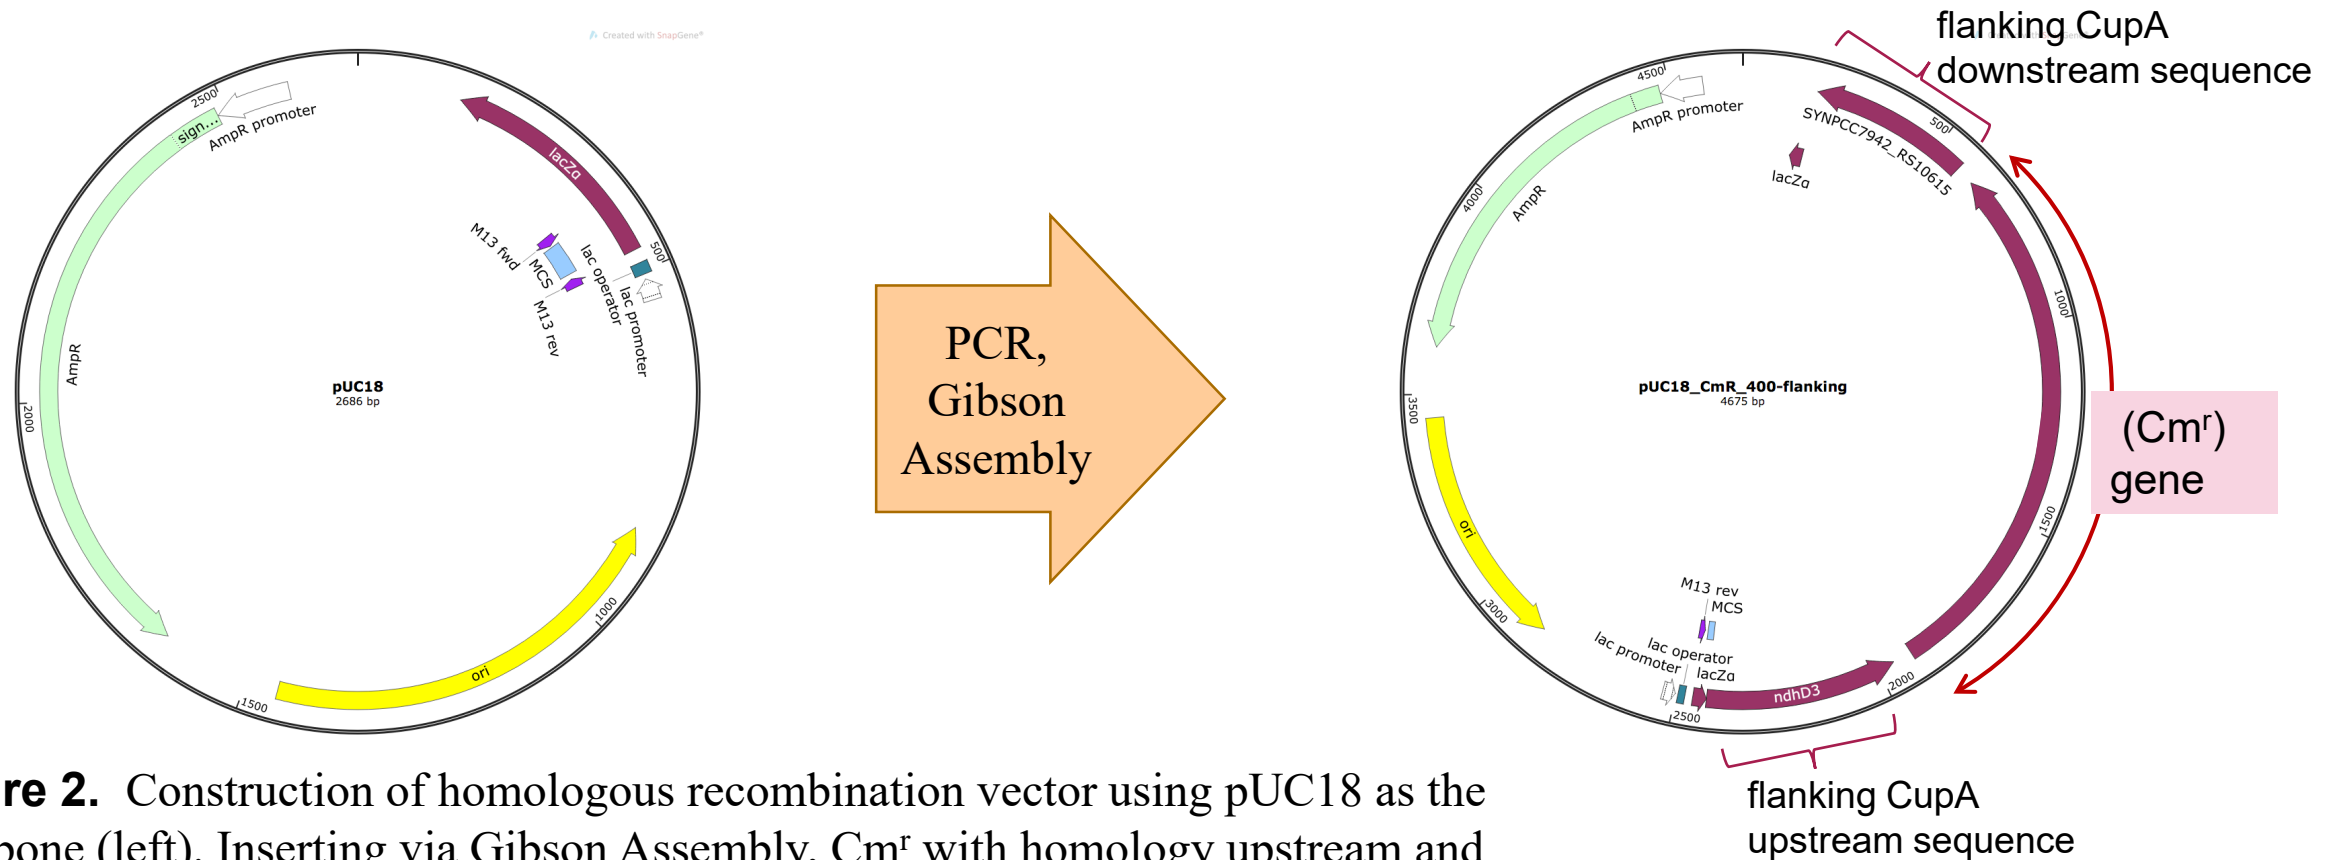 Created with SnapGene®
2500
sign...
AmpR promoter
lacZα
500
M13 fwd
MCS
M13 rev
lac operator
lac promoter
AmpR
2000
pUC18
2686 bp
1000
ori
1500
PCR,
Gibson
Assembly
flanking CupA
downstream sequence
4500
AmpR promoter
SYNPCC7942_RS10615
500
lacZα
4000
AmpR
1000
pUC18_CmR_400-flanking
4675 bp
3500
(Cmʳ)
gene
ori
1500
3000
M13 rev
MCS
lac promoter
lac operator
lacZα
ndhD3
2000
2500
flanking CupA
upstream sequence
re 2. Construction of homologous recombination vector using pUC18 as the
bone (left). Inserting via Gibson Assembly, Cmʳ with homology upstream and